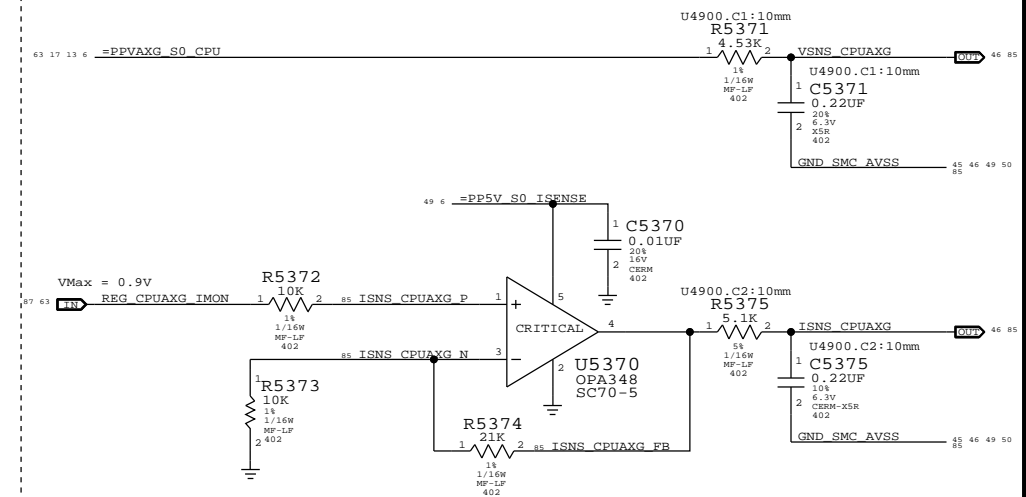 U4900.C1:10mm
R5371
4.53K
63 17 13 6 =PPVAXG_S0_CPU
1 2
VSNS_CPUAXG
OUT 46 85
1%
1/16W
MF-LF
402
U4900.C1:10mm
1 C5371
0.22UF
20%
2 6.3V
X5R
402
GND_SMC_AVSS
45 46 49 50
85
49 6 =PP5V_S0_ISENSE
1 C5370
0.01UF
20%
2 16V
CERM
402
VMax = 0.9V
R5372
10K
87 63 IN REG_CPUAXG_IMON
1 2
85 ISNS_CPUAXG_P
1%
1/16W
MF-LF
402
1 +
5
CRITICAL
4
3 -
2
85 ISNS_CPUAXG_N
U5370
OPA348
SC70-5
U4900.C2:10mm
R5375
5.1K
1 2
ISNS_CPUAXG
OUT 46 85
5%
1/16W
MF-LF
402
U4900.C2:10mm
1 C5375
0.22UF
10%
2 6.3V
CERM-X5R
402
GND_SMC_AVSS
45 46 49 50
85
1 R5373
10K
1%
1/16W
MF-LF
2 402
R5374
21K
1 2
85 ISNS_CPUAXG_FB
1%
1/16W
MF-LF
402